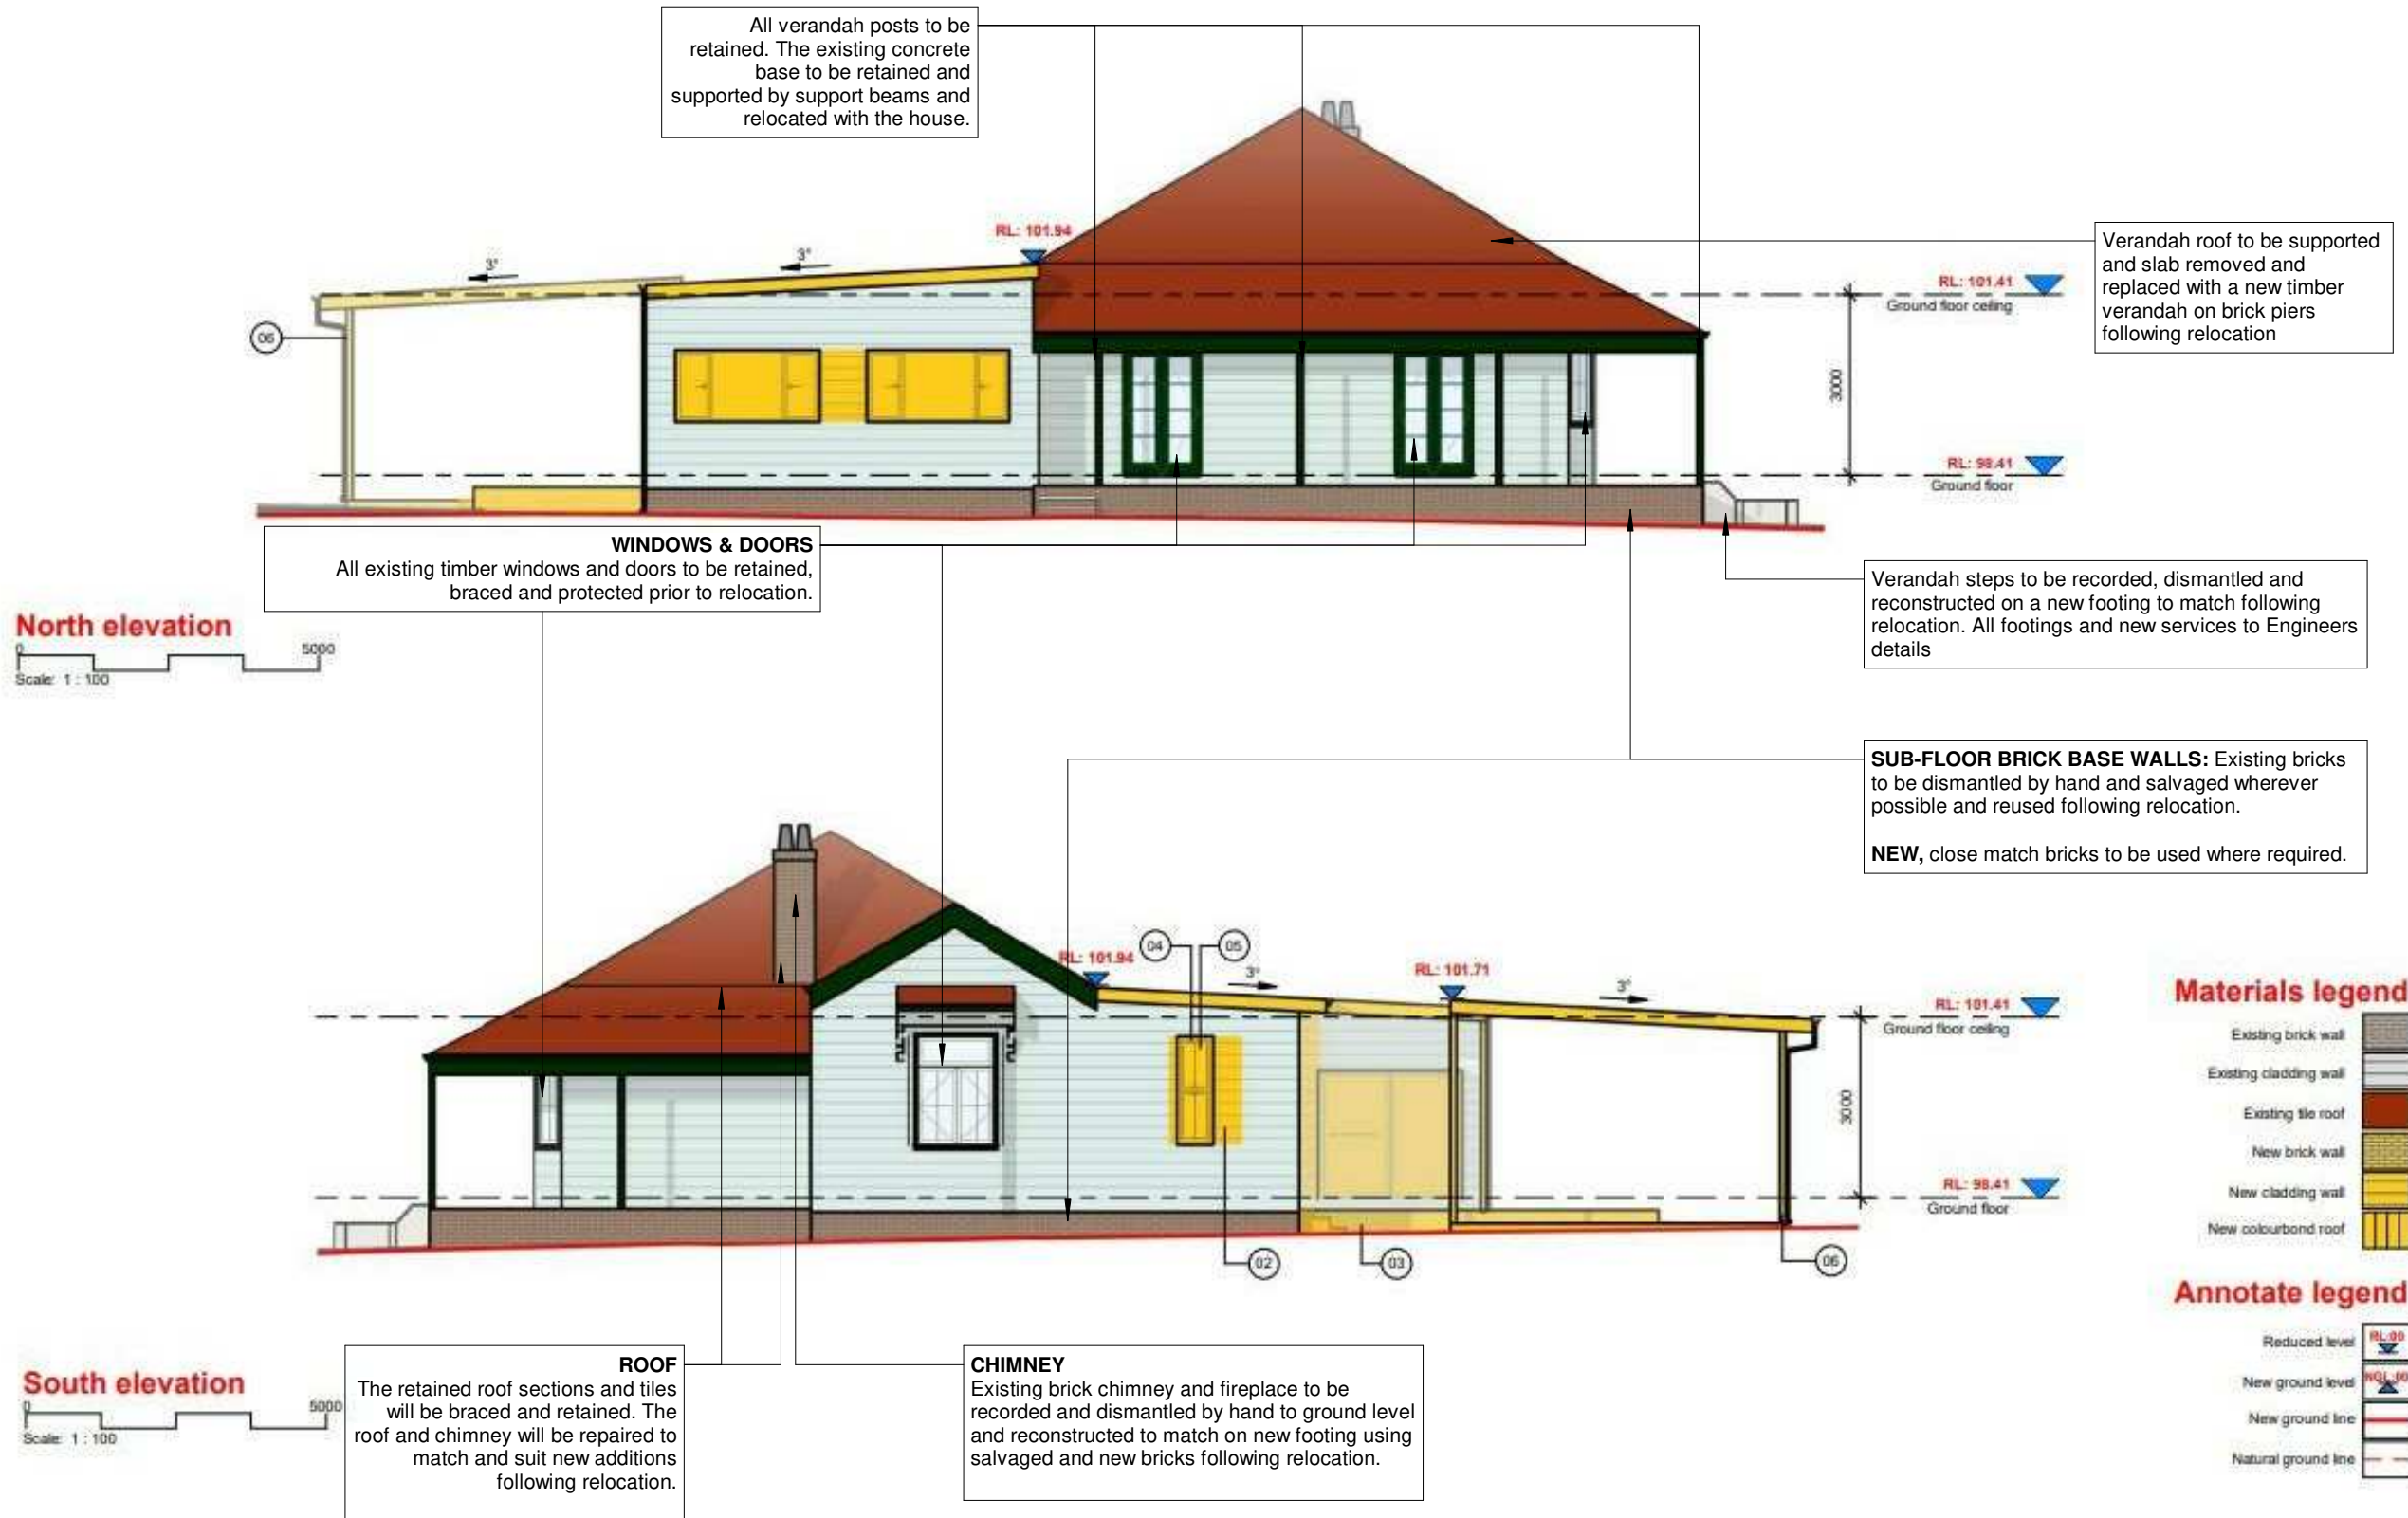 All verandah posts to be
retained. The existing concrete
base to be retained and
supported by support beams and
relocated with the house.
RL: 101.94
3°
3°
06
Verandah roof to be supported
and slab removed and
replaced with a new timber
verandah on brick piers
following relocation
RL: 101.41
Ground floor ceiling
3000
RL: 98.41
Ground floor
WINDOWS & DOORS
All existing timber windows and doors to be retained,
braced and protected prior to relocation.
Verandah steps to be recorded, dismantled and
reconstructed on a new footing to match following
relocation. All footings and new services to Engineers
details
North elevation
0 5000
Scale: 1 : 100
SUB-FLOOR BRICK BASE WALLS: Existing bricks
to be dismantled by hand and salvaged wherever
possible and reused following relocation.
NEW, close match bricks to be used where required.
RL: 101.94
04
05
3°
RL: 101.71
3°
RL: 101.41
Ground floor ceiling
3000
RL: 98.41
Ground floor
02
03
06
Materials legend
Existing brick wall
Existing cladding wall
Existing tile roof
New brick wall
New cladding wall
New colourbond roof
Annotate legend
Reduced level
RL:00
New ground level
NGL:00
New ground line
Natural ground line
South elevation
0 5000
Scale: 1 : 100
ROOF
The retained roof sections and tiles
will be braced and retained. The
roof and chimney will be repaired to
match and suit new additions
following relocation.
CHIMNEY
Existing brick chimney and fireplace to be
recorded and dismantled by hand to ground level
and reconstructed to match on new footing using
salvaged and new bricks following relocation.